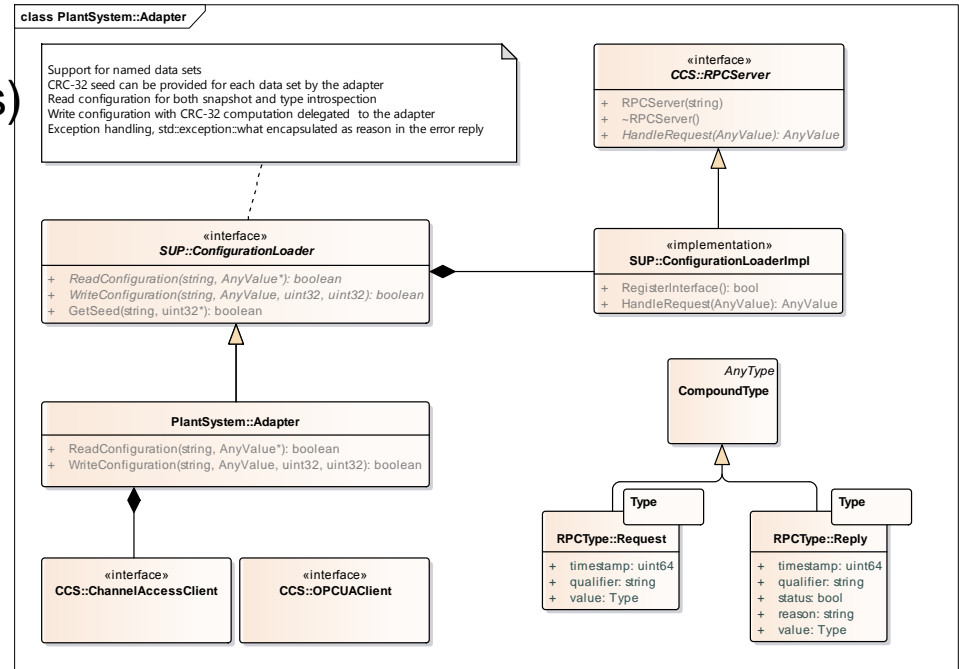 class PlantSystem::Adapter
s)
Support for named data sets
CRC-32 seed can be provided for each data set by the adapter
Read configuration for both snapshot and type introspection
Write configuration with CRC-32 computation delegated  to the adapter
Exception handling, std::exception::what encapsulated as reason in the error reply
«interface»
CCS::RPCServer
+ RPCServer(string)
+ ~RPCServer()
+ HandleRequest(AnyValue): AnyValue
«interface»
SUP::ConfigurationLoader
+ ReadConfiguration(string, AnyValue*): boolean
+ WriteConfiguration(string, AnyValue, uint32, uint32): boolean
+ GetSeed(string, uint32*): boolean
«implementation»
SUP::ConfigurationLoaderImpl
+ RegisterInterface(): bool
+ HandleRequest(AnyValue): AnyValue
PlantSystem::Adapter
+ ReadConfiguration(string, AnyValue*): boolean
+ WriteConfiguration(string, AnyValue, uint32, uint32): boolean
AnyType
CompoundType
«interface»
CCS::ChannelAccessClient
«interface»
CCS::OPCUAClient
Type
RPCType::Request
+ timestamp: uint64
+ qualifier: string
+ value: Type
Type
RPCType::Reply
+ timestamp: uint64
+ qualifier: string
+ status: bool
+ reason: string
+ value: Type